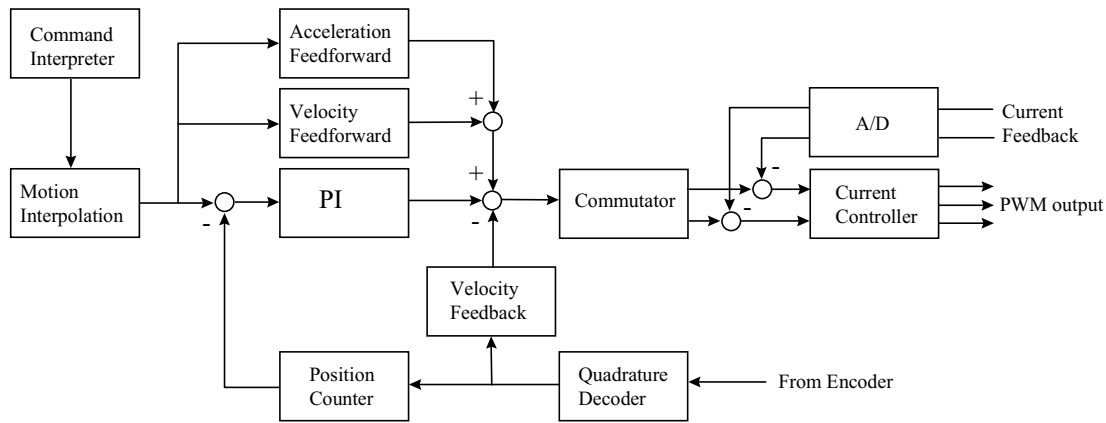 Command
Interpreter
Acceleration
Feedforward
+
Velocity
Feedforward
+
A/D
Current
Feedback
Motion
Interpolation
-
PI
-
Commutator
-
-
Current
Controller
PWM output
Velocity
Feedback
Position
Counter
Quadrature
Decoder
From Encoder